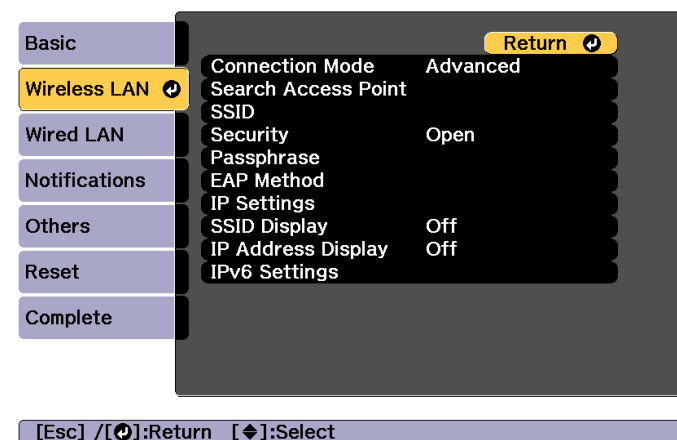 Basic
Wireless LAN
Wired LAN
Notifications
Others
Reset
Complete
Return
Connection Mode Advanced
Search Access Point
SSID
Security Open
Passphrase
EAP Method
IP Settings
SSID Display Off
IP Address Display Off
IPv6 Settings
[Esc] /[⏎]:Return [◆]:Select